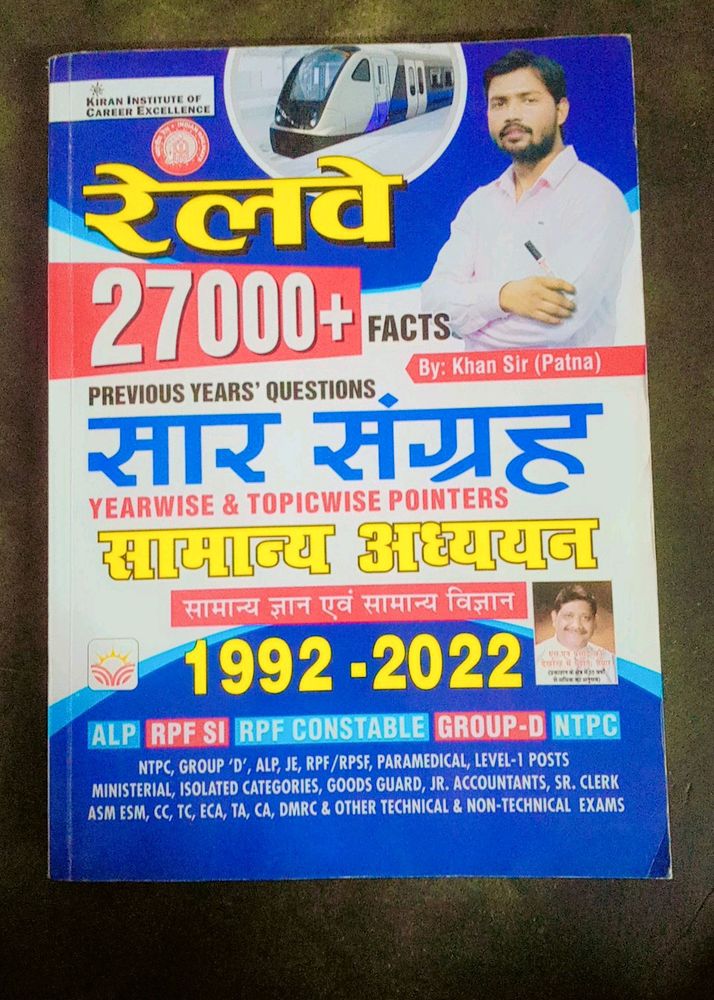 KIRAN INSTITUTE OF
CAREER EXCELLENCE
रेलवे
27000+ FACTS
By: Khan Sir (Patna)
PREVIOUS YEARS' QUESTIONS
सार संग्रह
YEARWISE & TOPICWISE POINTERS
सामान्य अध्ययन
सामान्य ज्ञान एवं सामान्य विज्ञान
1992 -2022
ALP RPF SI RPF CONSTABLE GROUP-D NTPC
NTPC, GROUP 'D', ALP, JE, RPF/RPSF, PARAMEDICAL, LEVEL-1 POSTS
MINISTERIAL, ISOLATED CATEGORIES, GOODS GUARD, JR. ACCOUNTANTS, SR. CLERK
ASM ESM, CC, TC, ECA, TA, CA, DMRC & OTHER TECHNICAL & NON-TECHNICAL EXAMS